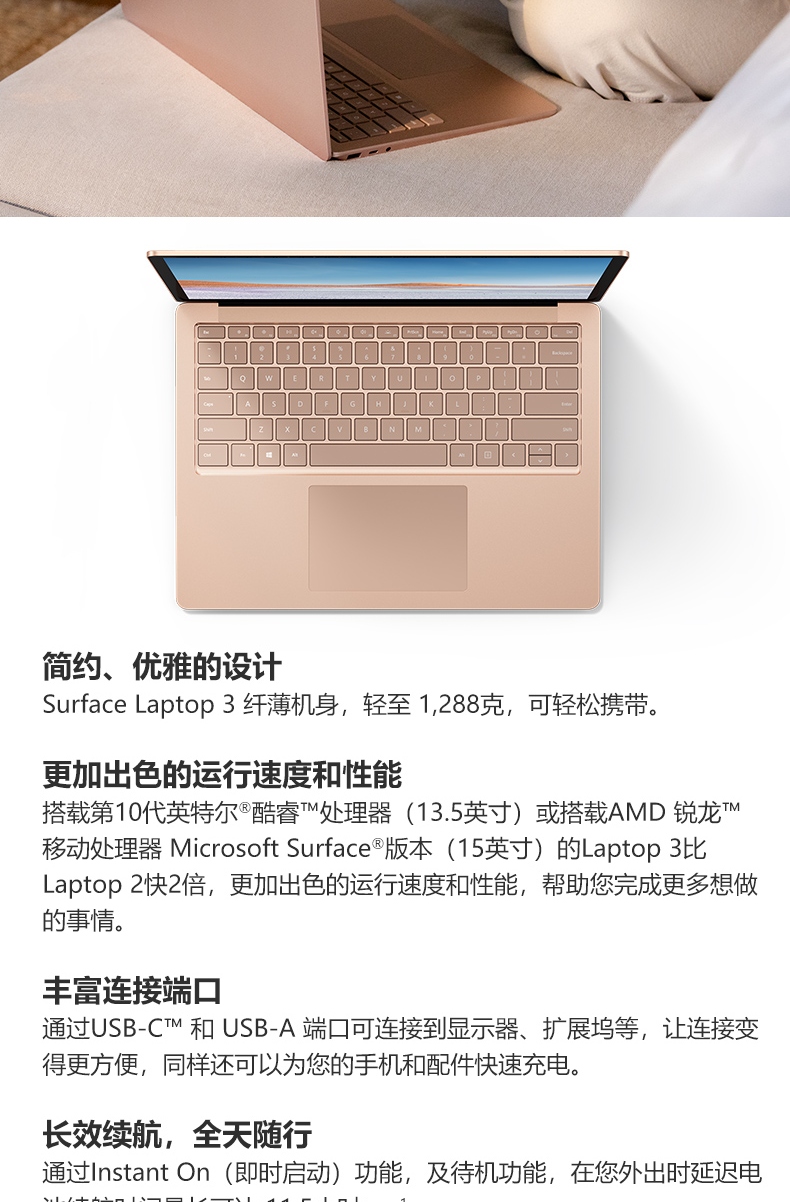 简约、优雅的设计
Surface Laptop 3 纤薄机身，轻至 1,288克，可轻松携带。
更加出色的运行速度和性能
搭载第10代英特尔®酷睿™处理器（13.5英寸）或搭载AMD 锐龙™
移动处理器 Microsoft Surface®版本（15英寸）的Laptop 3比
Laptop 2快2倍，更加出色的运行速度和性能，帮助您完成更多想做
的事情。
丰富连接端口
通过USB-C™ 和 USB-A 端口可连接到显示器、扩展坞等，让连接变
得更方便，同样还可以为您的手机和配件快速充电。
长效续航，全天随行
通过Instant On（即时启动）功能，及待机功能，在您外出时延迟电